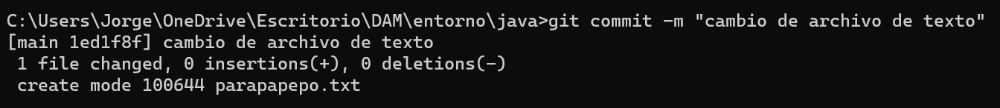 C:\Users\Jorge\OneDrive\Escritorio\DAM\entorno\java>git commit -m "cambio de archivo de texto"
[main 1ed1f8f] cambio de archivo de texto
 1 file changed, 0 insertions(+), 0 deletions(-)
 create mode 100644 parapapepo.txt